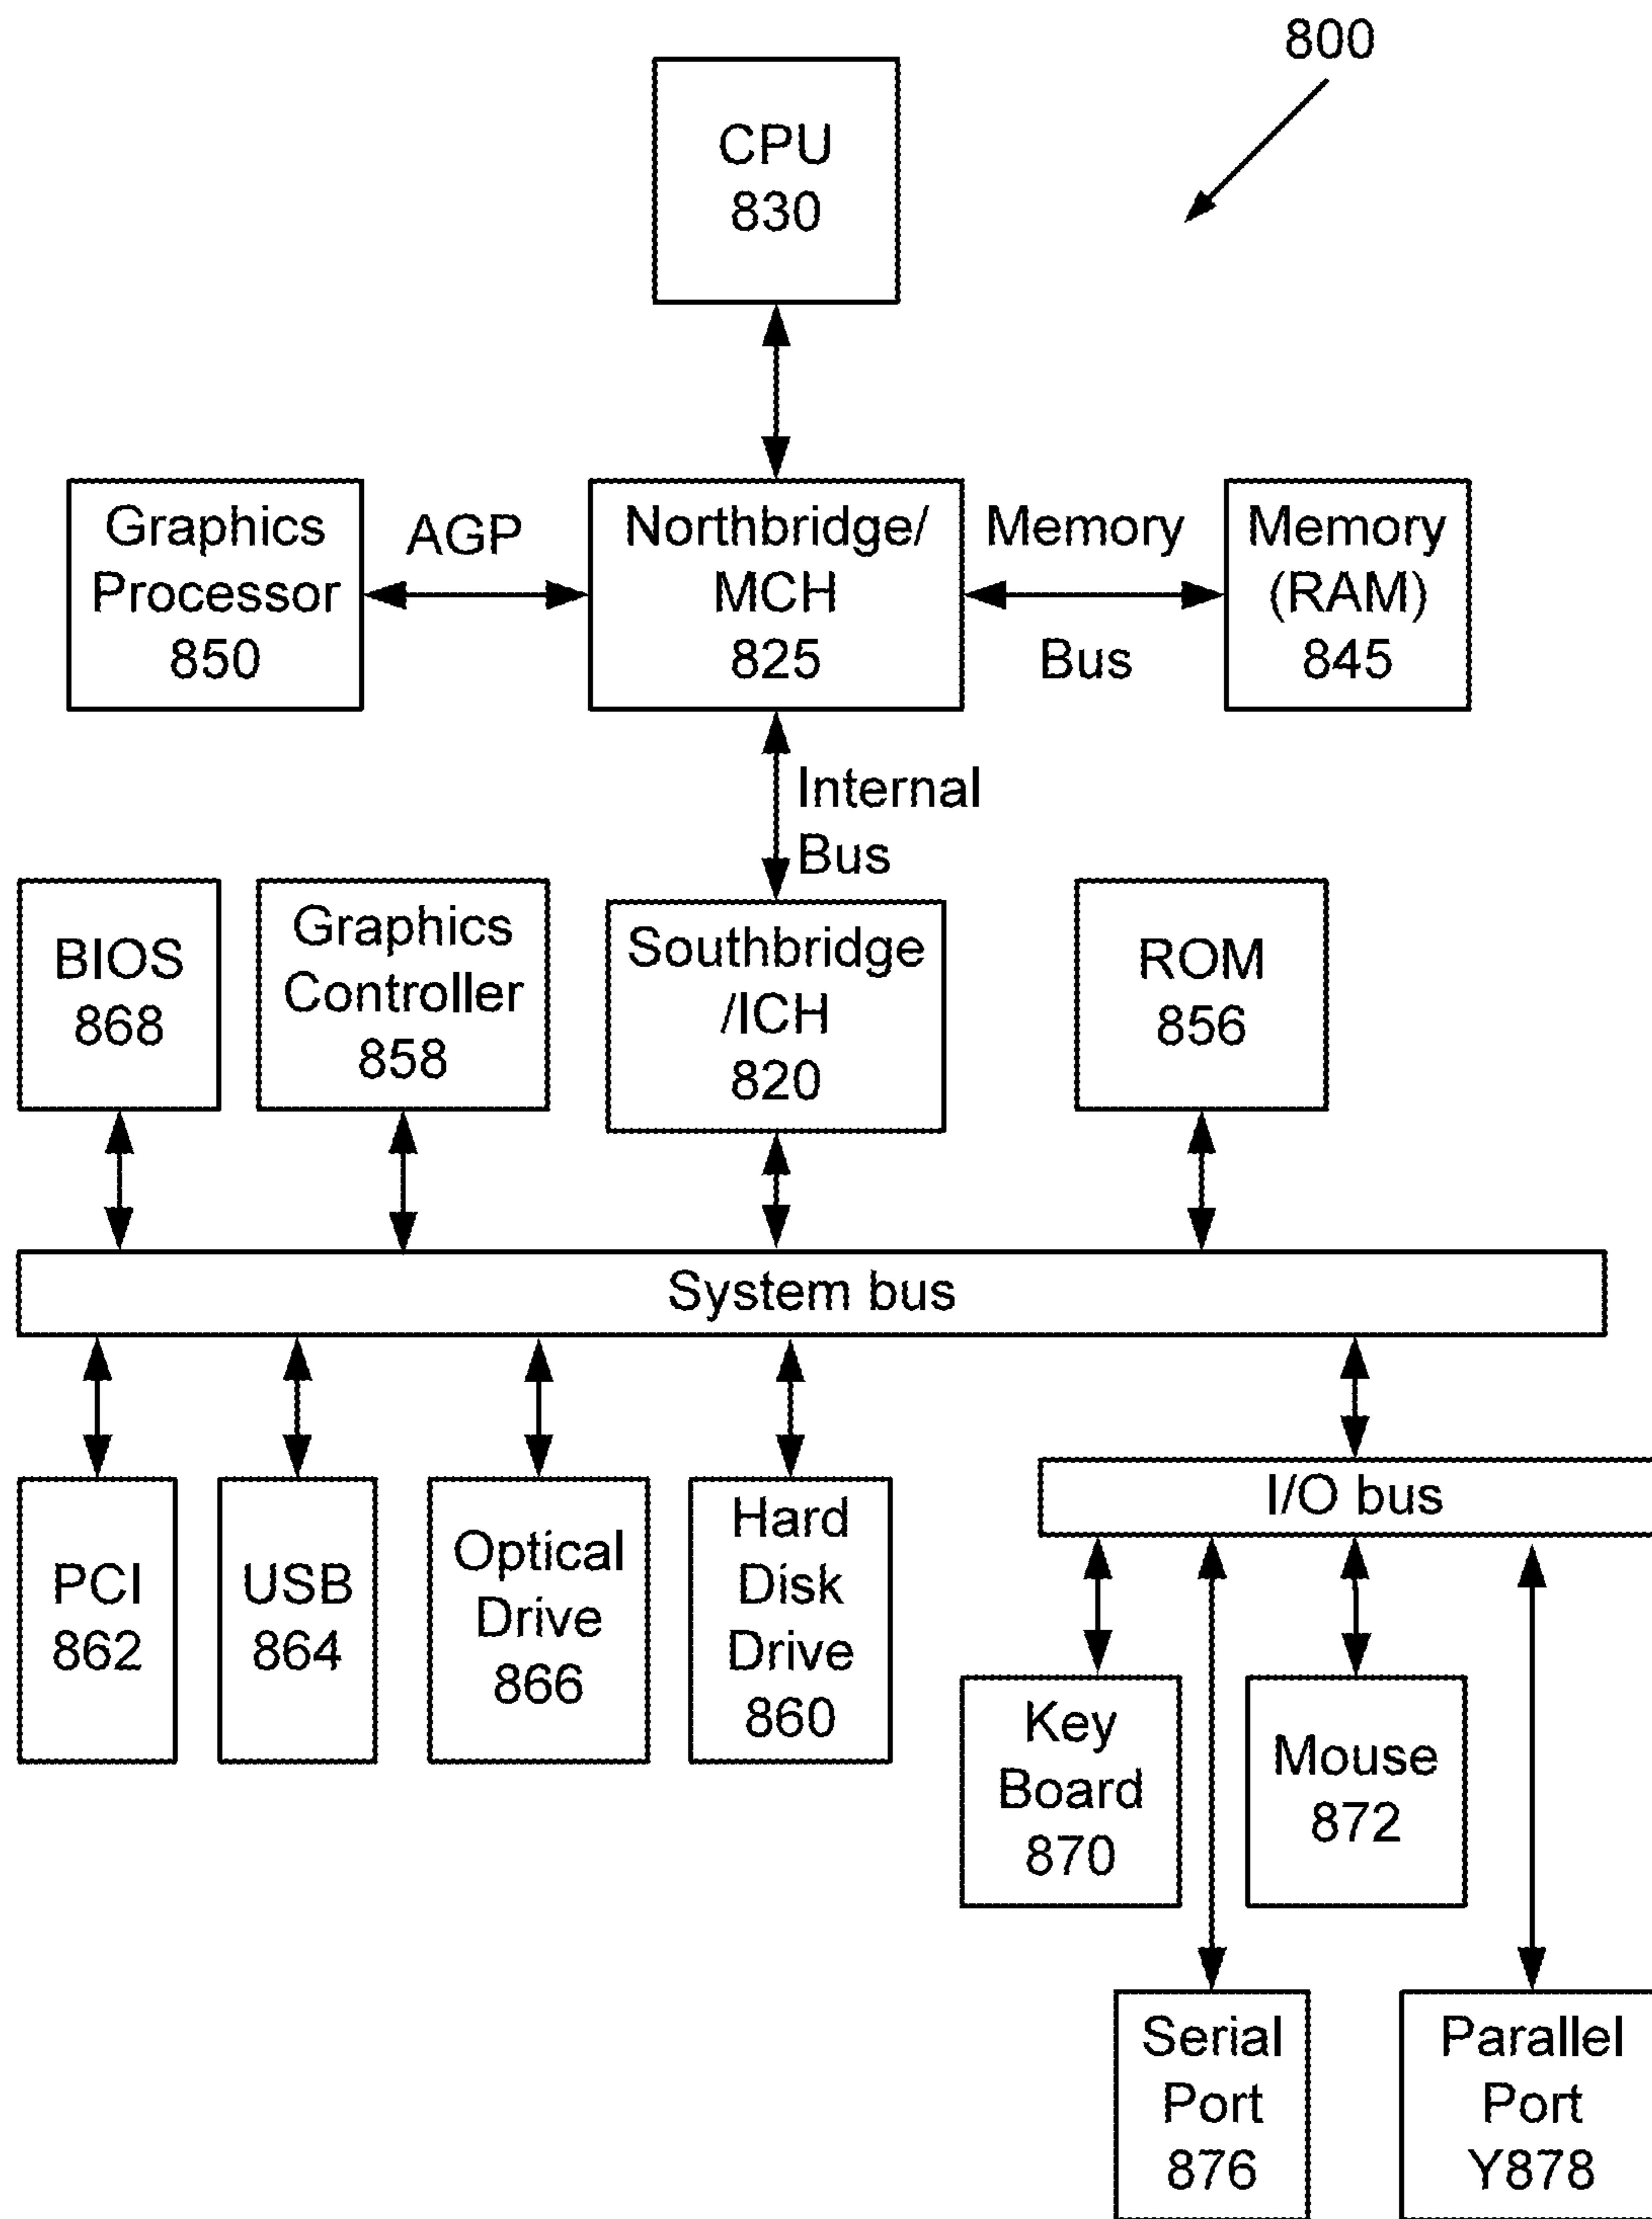 800
CPU
830
Graphics
Processor
850
AGP
Northbridge/
MCH
825
Memory
Bus
Memory
(RAM)
845
Internal
Bus
BIOS
868
Graphics
Controller
858
Southbridge
/ICH
820
ROM
856
System bus
PCI
862
USB
864
Optical
Drive
866
Hard
Disk
Drive
860
I/O bus
Key
Board
870
Mouse
872
Serial
Port
876
Parallel
Port
Y878